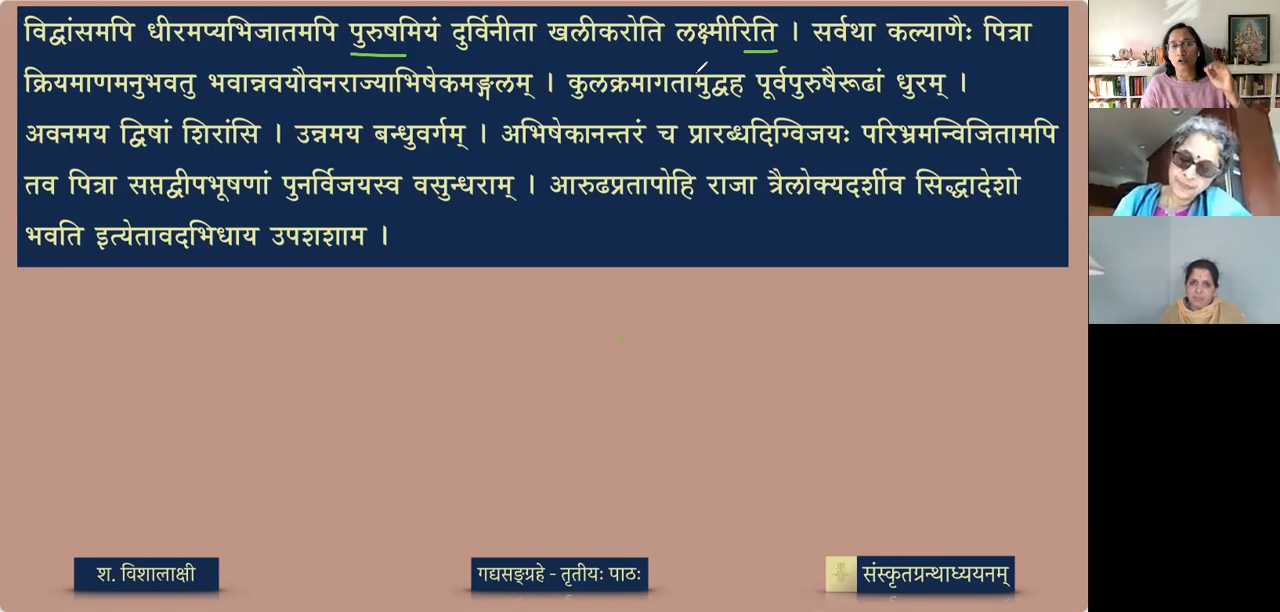 विद्वांसमपि धीरमप्यभिजातमपि पुरुषमियं दुर्विनीता खलीकरोति लक्ष्मीरिति । सर्वथा कल्याणैः पित्रा
क्रियमाणमनुभवतु भवान्नवयौवनराज्याभिषेकमङ्गलम् । कुलक्रमागतामुद्वह पूर्वपुरुषैरूढां धुरम् ।
अवनमय द्विषां शिरांसि । उन्नमय बन्धुवर्गम् । अभिषेकानन्तरं च प्रारब्धदिग्विजयः परिभ्रमन्विजितामपि
तव पित्रा सप्तद्वीपभूषणां पुनर्विजयस्व वसुन्धराम् । आरुढप्रतापोहि राजा त्रैलोक्यदर्शीव सिद्धादेशो
भवति इत्येतावदभिधाय उपशशाम ।
श. विशालाक्षी
गद्यसङ्ग्रहे - तृतीयः पाठः
संस्कृतग्रन्थाध्ययनम्